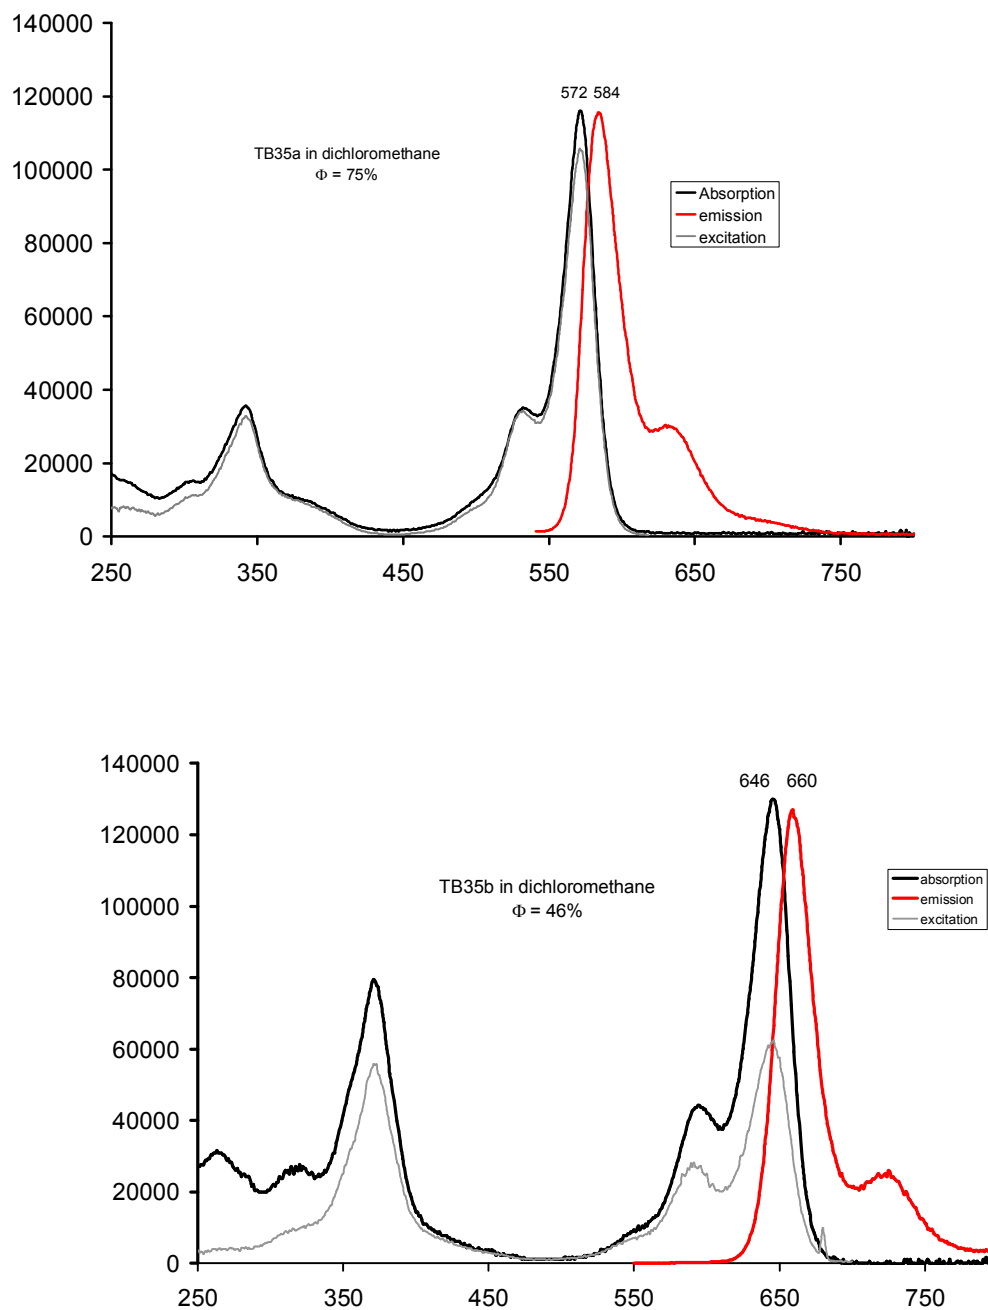 140000
120000
100000
80000
60000
40000
20000
0
250 350 450 550 650 750
572 584
TB35a in dichloromethane
Φ = 75%
Absorption
emission
excitation
140000
120000
100000
80000
60000
40000
20000
0
250 350 450 550 650 750
646 660
TB35b in dichloromethane
Φ = 46%
absorption
emission
excitation